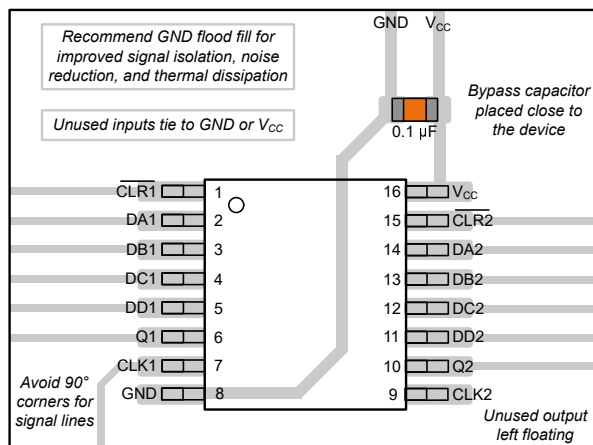 GND
V_CC
Recommend GND flood fill for
improved signal isolation, noise
reduction, and thermal dissipation
Unused inputs tie to GND or V_CC
Bypass capacitor
placed close to
the device
0.1 µF
CLR1 1
DA1 2
DB1 3
DC1 4
DD1 5
Q1 6
CLK1 7
GND 8
16 V_CC
15 CLR2
14 DA2
13 DB2
12 DC2
11 DD2
10 Q2
9 CLK2
Avoid 90°
corners for
signal lines
Unused output
left floating